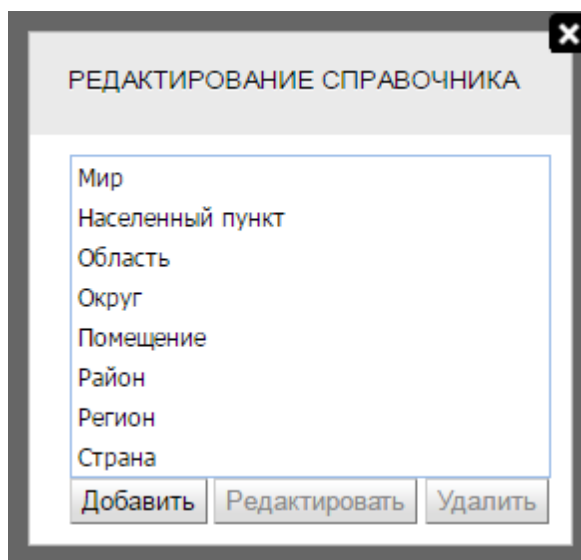 РЕДАКТИРОВАНИЕ СПРАВОЧНИКА
Мир
Населенный пункт
Область
Округ
Помещение
Район
Регион
Страна
Добавить Редактировать Удалить